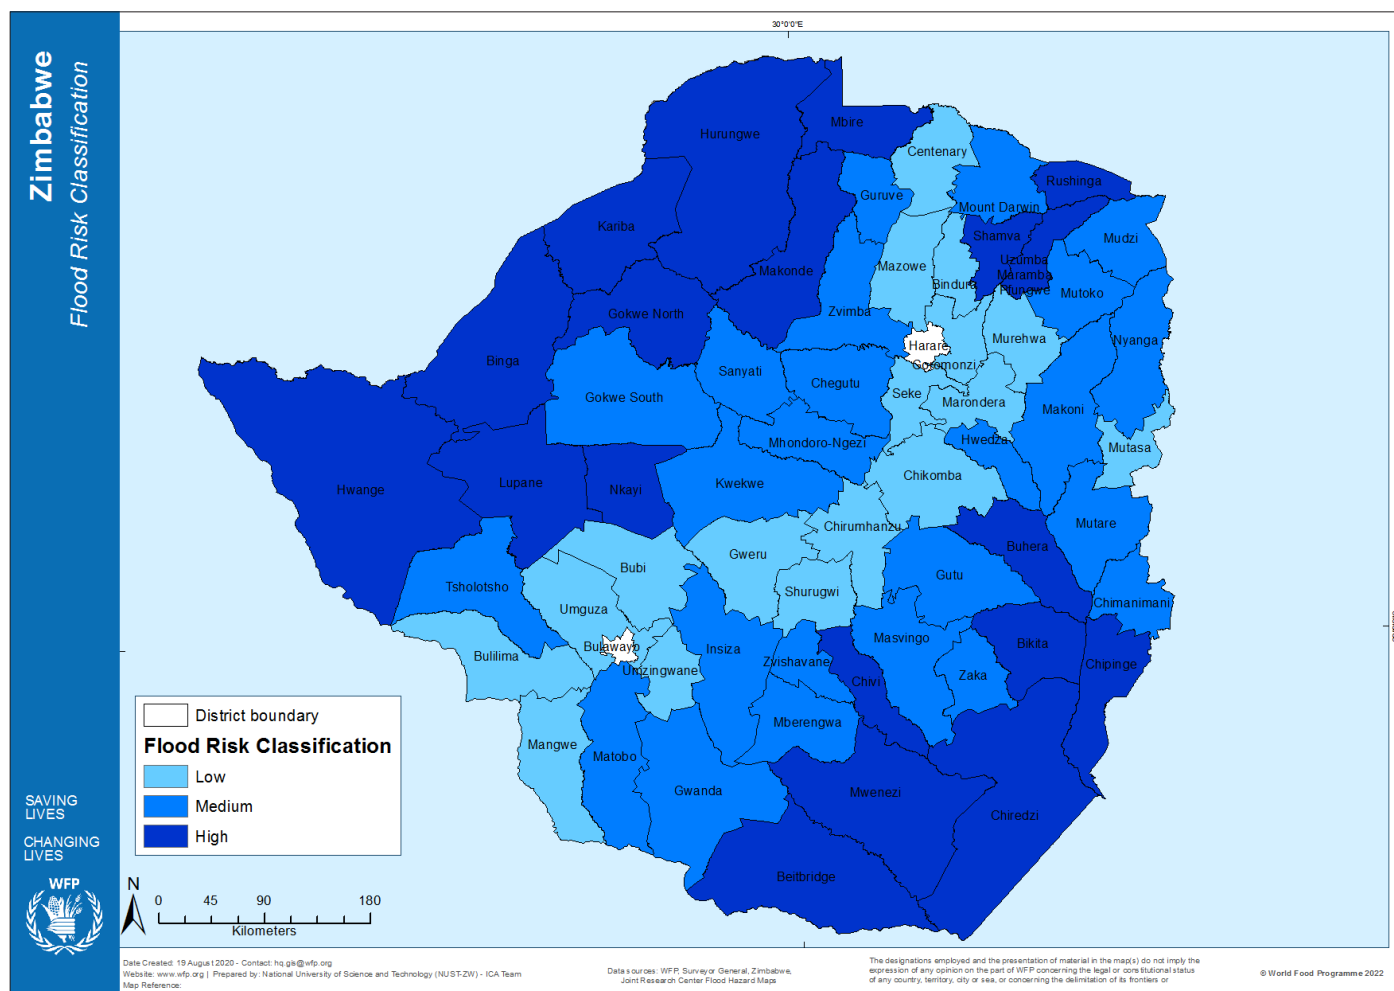 Zimbabwe
Flood Risk Classification
30°0'0"E
Hurungwe
Mbire
Centenary
Rushinga
Guruve
Mount Darwin
Kariba
Shamva
Mudzi
Mazowe
Uzumba
Maramba
Pfungwe
Makonde
Bindura
Mutoko
Gokwe North
Zvimba
Murehwa
Nyanga
Harare
Goromonzi
Binga
Sanyati
Chegutu
Seke
Marondera
Makoni
Gokwe South
Mhondoro-Ngezi
Hwedza
Mutasa
Hwange
Lupane
Nkayi
Kwekwe
Chikomba
Chirumhanzu
Mutare
Buhera
Gweru
Bubi
Tsholotsho
Shurugwi
Gutu
Chimanimani
Umguza
Masvingo
Bikita
Bulawayo
Insiza
Bulilima
Zvishavane
Chipinge
Umzingwane
Zaka
Chivi
Mberengwa
Mangwe
Matobo
Gwanda
Mwenezi
Chiredzi
Beitbridge
District boundary
Flood Risk Classification
Low
Medium
High
SAVING
LIVES
CHANGING
LIVES
WFP
N
0 45 90 180
Kilometers
Date Created: 19 August 2020 - Contact: hq.gis@wfp.org
Website: www.wfp.org | Prepared by: National University of Science and Technology (NUST-ZW) - ICA Team
Map Reference:
Data sources: WFP, Surveyor General, Zimbabwe,
Joint Research Center Flood Hazard Maps
The designations employed and the presentation of material in the map(s) do not imply the
expression of any opinion on the part of WFP concerning the legal or constitutional status
of any country, territory, city or sea, or concerning the delimitation of its frontiers or
© World Food Programme 2022